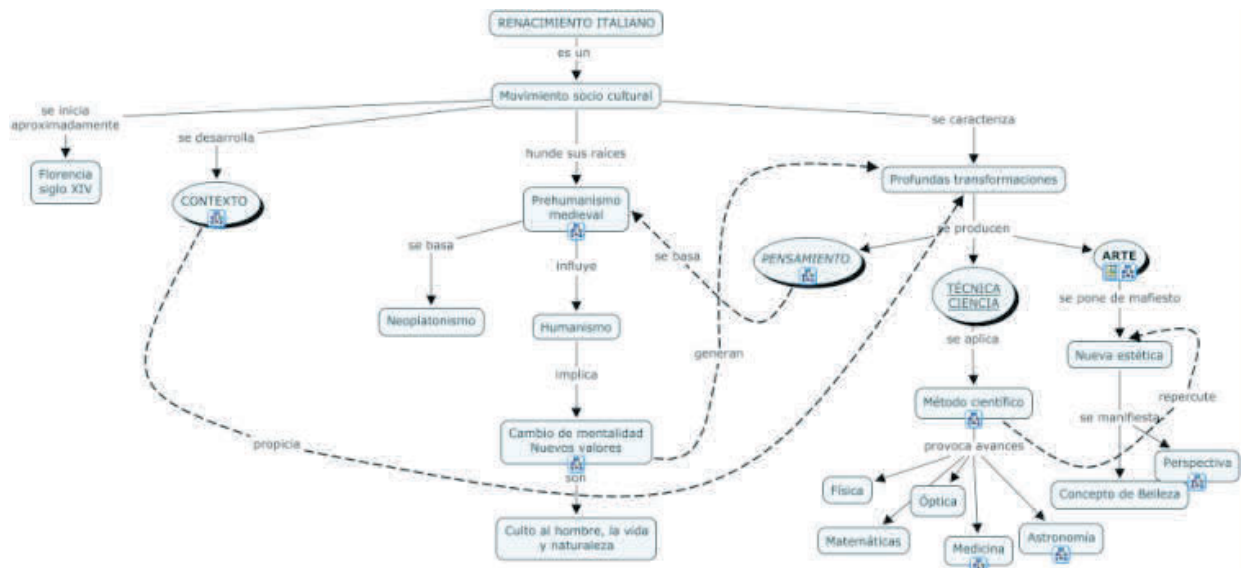 RENACIMIENTO ITALIANO
es un
Movimiento socio cultural
se inicia
aproximadamente
se desarrolla
hunde sus raíces
se caracteriza
Florencia
siglo XIV
CONTEXTO
Prehumanismo
medieval
Profundas transformaciones
se basa
influye
se basa
se producen
PENSAMIENTO
TÉCNICA
CIENCIA
ARTE
se pone de mafiesto
Neoplatonismo
Humanismo
generan
se aplica
Nueva estética
implica
Método científico
repercute
propicia
Cambio de mentalidad
Nuevos valores
provoca avances
se manifiesta
son
Física
Óptica
Perspectiva
Concepto de Belleza
Culto al hombre, la vida
y naturaleza
Matemáticas
Medicina
Astronomía